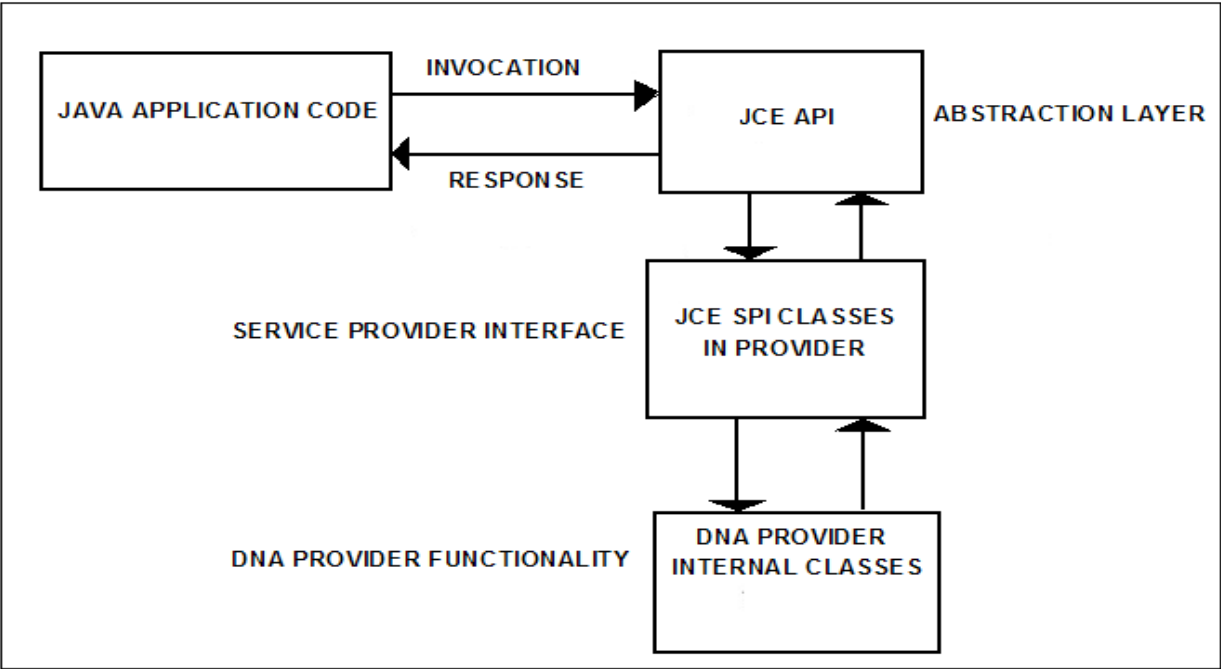 INVOCATION
JAVA APPLICATION CODE
JCE API
ABSTRACTION LAYER
RESPONSE
SERVICE PROVIDER INTERFACE
JCE SPI CLASSES
IN PROVIDER
DNA PROVIDER FUNCTIONALITY
DNA PROVIDER
INTERNAL CLASSES